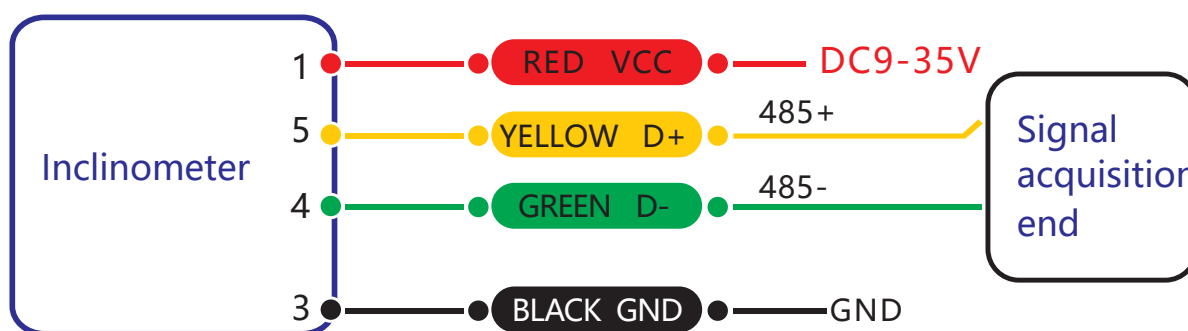 Inclinometer
1 RED VCC DC9-35V
5 YELLOW D+ 485+
4 GREEN D- 485-
3 BLACK GND GND
Signal
acquisition
end